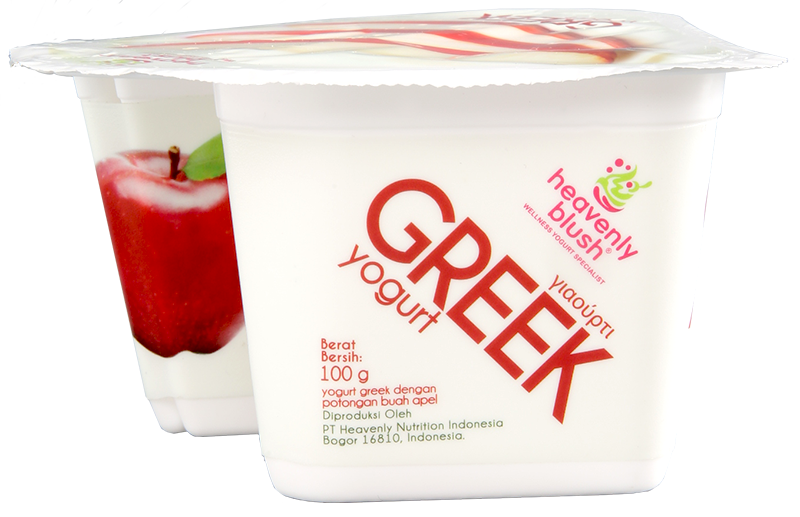 heavenly
blush®
WELLNESS YOGURT SPECIALIST
GREEK
yogurt
γιαούρτι
Berat
Bersih:
100 g
yogurt greek dengan
potongan buah apel
Diproduksi Oleh
PT Heavenly Nutrition Indonesia
Bogor 16810, Indonesia.